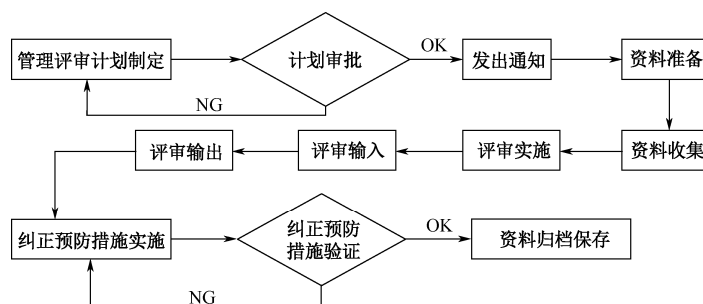 管理评审计划制定
计划审批
OK
发出通知
资料准备
NG
评审输出
评审输入
评审实施
资料收集
纠正预防措施实施
纠正预防
措施验证
OK
资料归档保存
NG